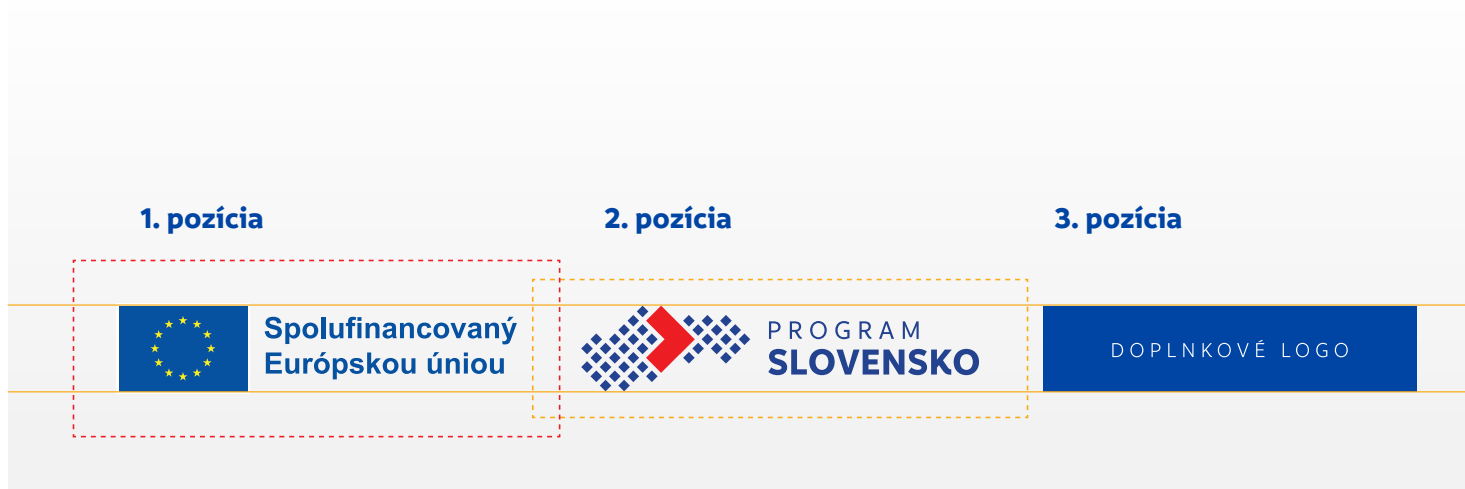 1. pozícia
2. pozícia
3. pozícia
Spolufinancovaný
Európskou úniou
PROGRAM
SLOVENSKO
DOPLNKOVÉ LOGO